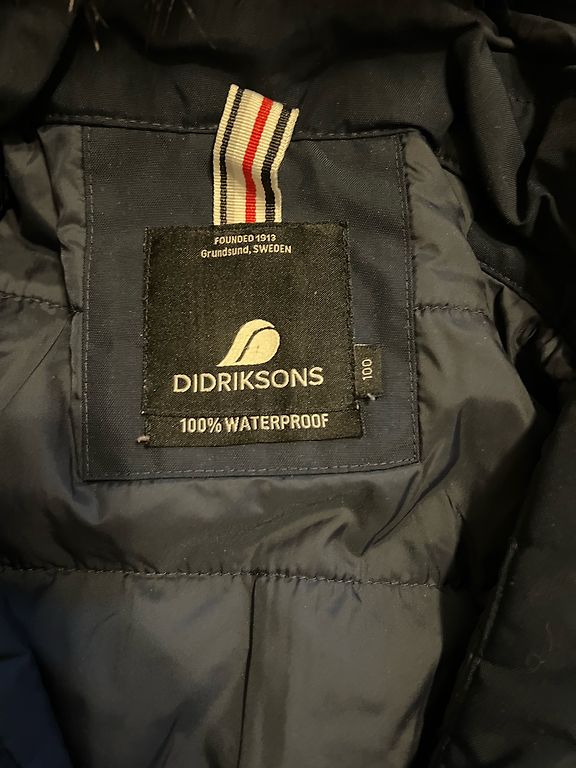 FOUNDED 1913
Grundsund, SWEDEN
DIDRIKSONS
100
100% WATERPROOF